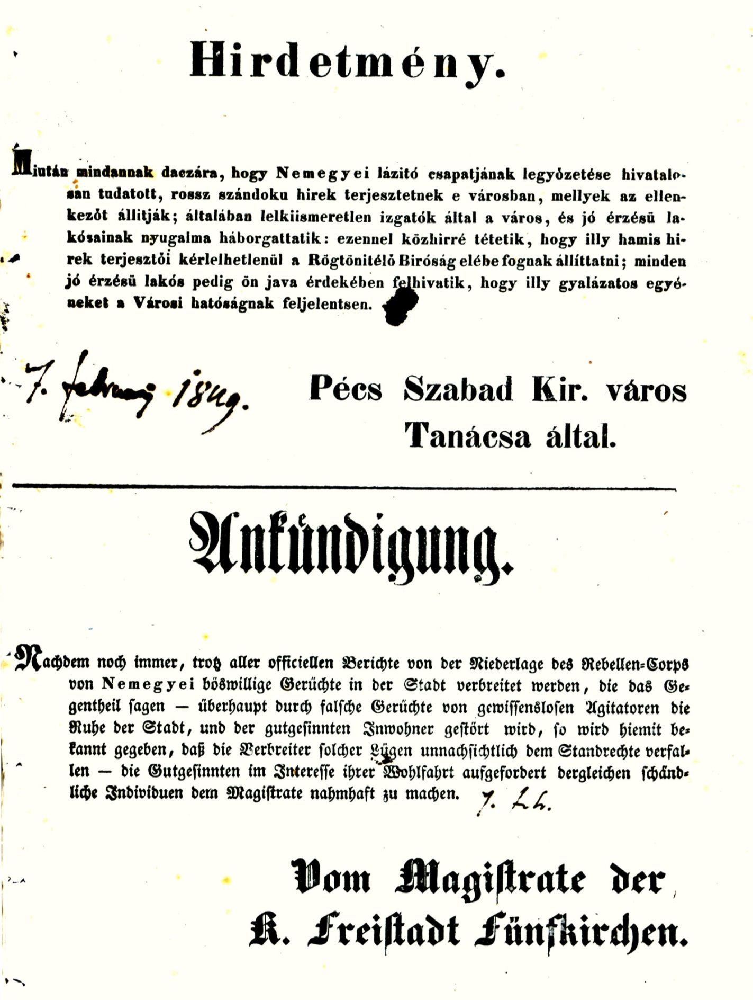 Hirdetmény.
Miután mindannak daczára, hogy Nemegyei lázitó csapatjának legyőzetése hivatalo-
san tudatott, rossz szándoku hirek terjesztetnek e városban, mellyek az ellen-
kezőt állitják; általában lelkiismeretlen izgatók által a város, és jó érzésü la-
kósainak nyugalma háborgattatik: ezennel közhirré tétetik, hogy illy hamis hi-
rek terjesztői kérlelhetlenül a Rögtönitélő Biróság elébe fognak állíttatni; minden
jó érzésü lakós pedig ön java érdekében felhivatik, hogy illy gyalázatos egyé-
neket a Városi hatóságnak feljelentsen.
7. february 1849.
Pécs Szabad Kir. város
Tanácsa által.
Ankündigung.
Nachdem noch immer, trotz aller officiellen Berichte von der Niederlage des Rebellen-Corps
von Nemegyei böswillige Gerüchte in der Stadt verbreitet werden, die das Ge-
gentheil sagen — überhaupt durch falsche Gerüchte von gewissenslosen Agitatoren die
Ruhe der Stadt, und der gutgesinnten Inwohner gestört wird, so wird hiemit be-
kannt gegeben, daß die Verbreiter solcher Lügen unnachsichtlich dem Standrechte verfal-
len — die Gutgesinnten im Interesse ihrer Wohlfahrt aufgefordert dergleichen schänd-
liche Individuen dem Magistrate nahmhaft zu machen.
7. Feb.
Vom Magistrate der
K. Freistadt Fünfkirchen.